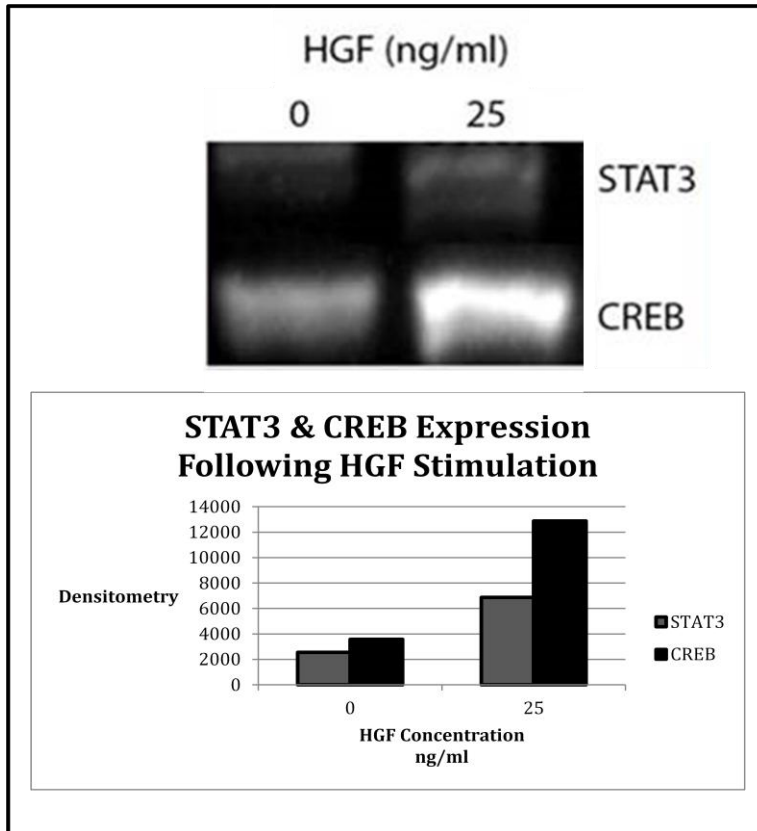 HGF (ng/ml)
0 25
STAT3
CREB
STAT3 & CREB Expression
Following HGF Stimulation
14000
12000
10000
8000
6000
4000
2000
0
Densitometry
0 25
HGF Concentration
ng/ml
STAT3
CREB